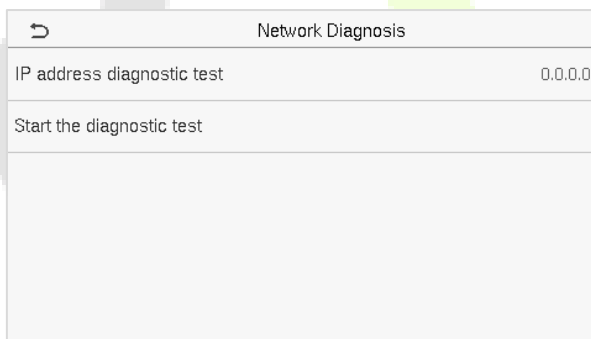 Network Diagnosis
IP address diagnostic test 0.0.0.0
Start the diagnostic test